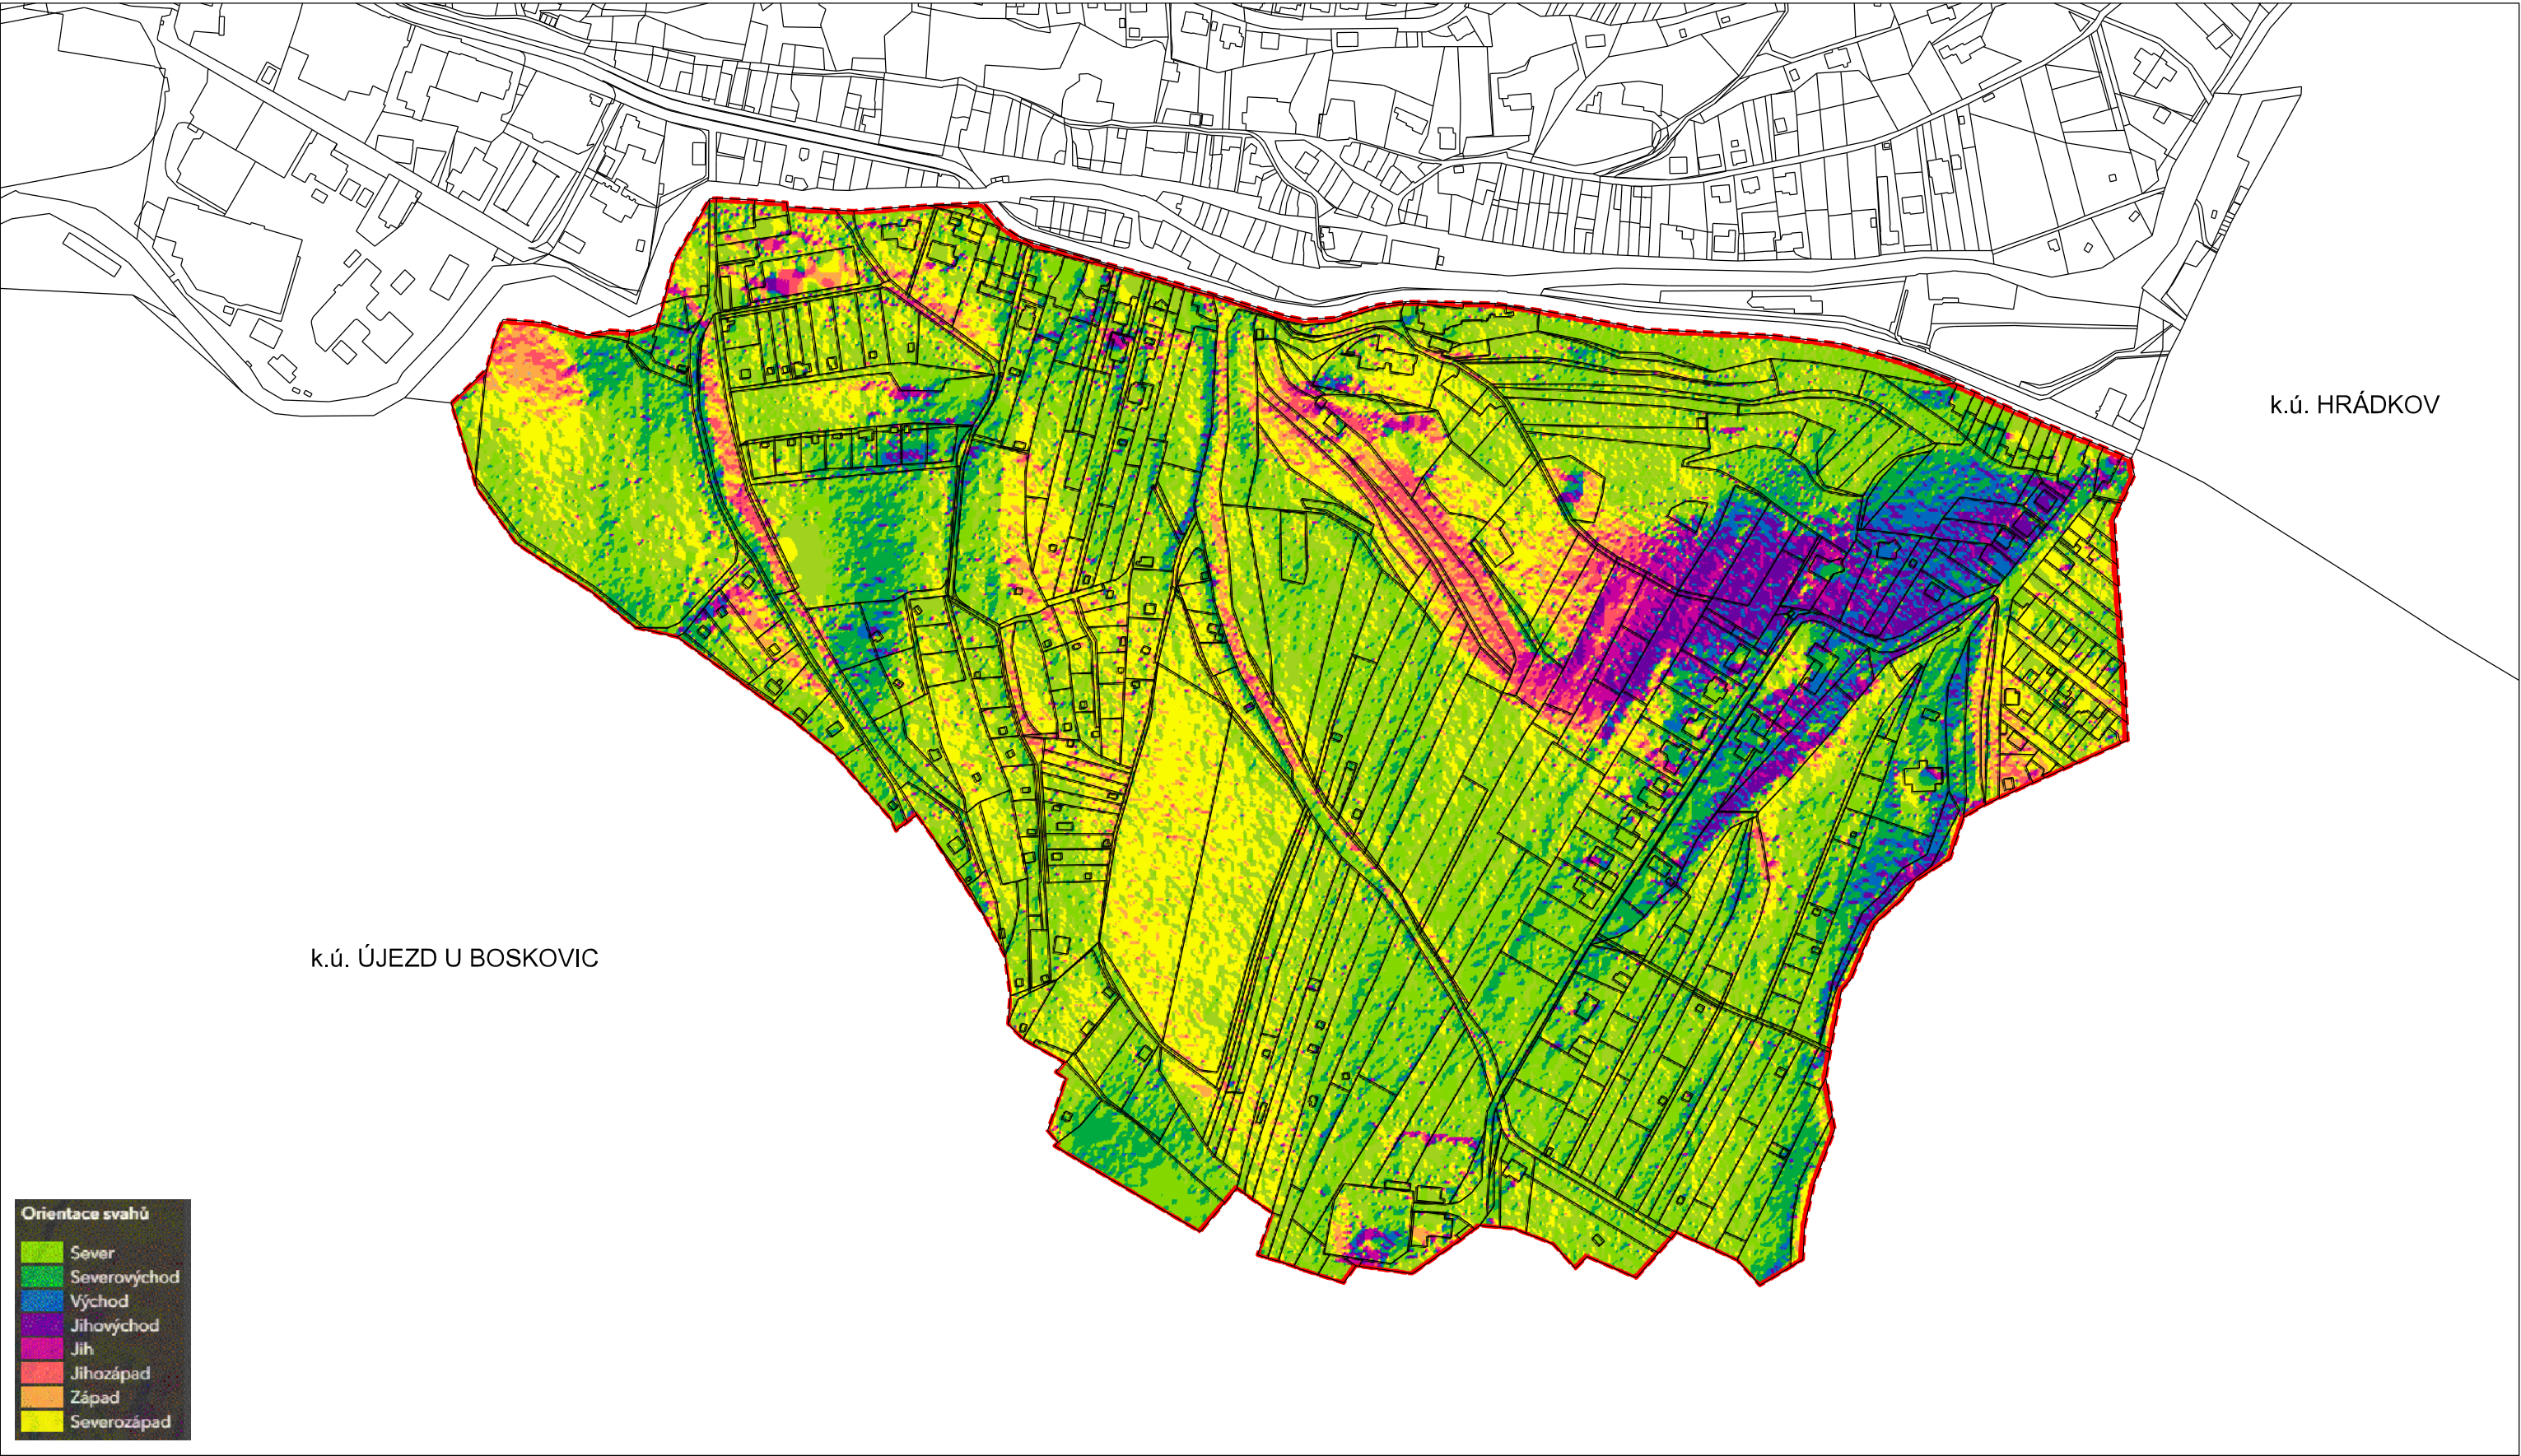 k.ú. HRÁDKOV
k.ú. ÚJEZD U BOSKOVIC
Orientace svahů
Sever
Severovýchod
Východ
Jihovýchod
Jih
Jihozápad
Západ
Severozápad